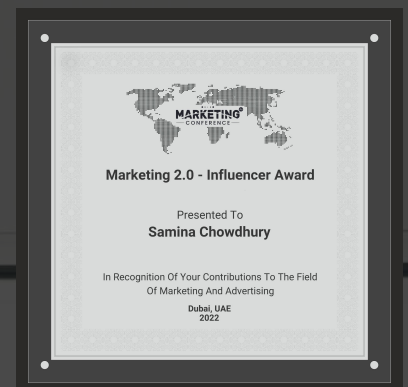 MARKETING
CONFERENCE
Marketing 2.0 - Influencer Award
Presented To
Samina Chowdhury
In Recognition Of Your Contributions To The Field
Of Marketing And Advertising
Dubai, UAE
2022